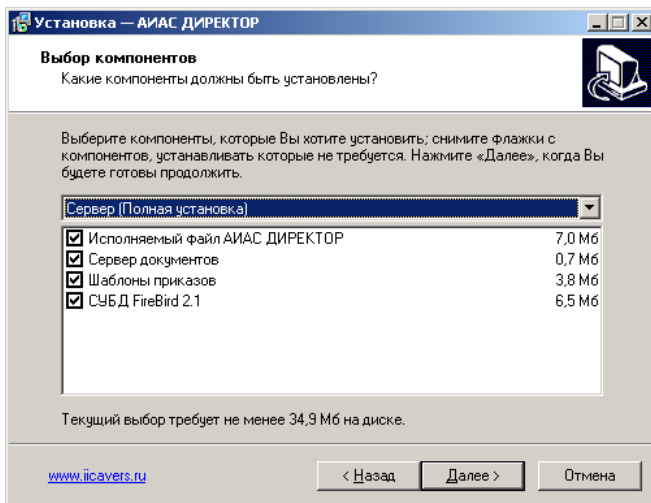 Установка — АИАС ДИРЕКТОР
Выбор компонентов
Какие компоненты должны быть установлены?
Выберите компоненты, которые Вы хотите установить; снимите флажки с
компонентов, устанавливать которые не требуется. Нажмите «Далее», когда Вы
будете готовы продолжить.
Сервер (Полная установка)
Исполняемый файл АИАС ДИРЕКТОР 7,0 Мб
Сервер документов 0,7 Мб
Шаблоны приказов 3,8 Мб
СУБД FireBird 2.1 6,5 Мб
Текущий выбор требует не менее 34,9 Мб на диске.
www.iicavers.ru < Назад Далее > Отмена